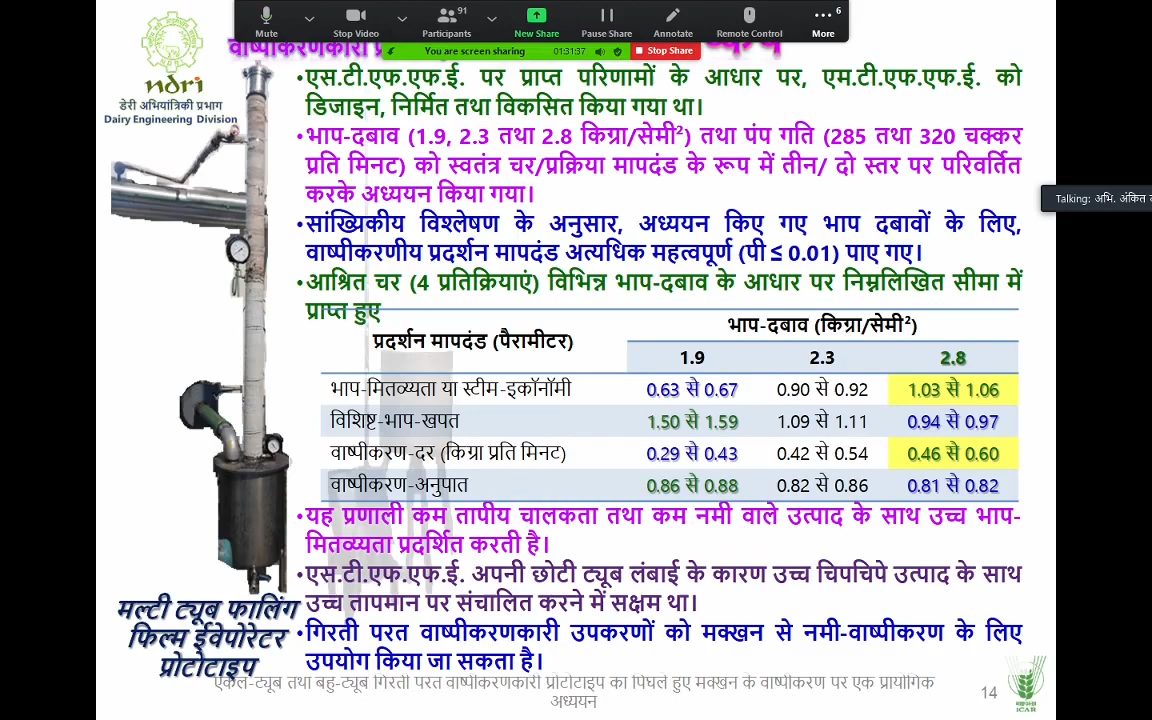 91
6
Mute
Stop Video
Participants
New Share
Pause Share
Annotate
Remote Control
More
You are screen sharing
01:31:37
Stop Share
वाष्पीकरणकारी
ndri
डेरी अभियांत्रिकी प्रभाग
Dairy Engineering Division
Talking: अभि. अंकित
•एस.टी.एफ.एफ.ई. पर प्राप्त परिणामों के आधार पर, एम.टी.एफ.एफ.ई. को
डिजाइन, निर्मित तथा विकसित किया गया था।
•भाप-दबाव (1.9, 2.3 तथा 2.8 किग्रा/सेमी²) तथा पंप गति (285 तथा 320 चक्कर
प्रति मिनट) को स्वतंत्र चर/प्रक्रिया मापदंड के रूप में तीन/ दो स्तर पर परिवर्तित
करके अध्ययन किया गया।
•सांख्यिकीय विश्लेषण के अनुसार, अध्ययन किए गए भाप दबावों के लिए,
वाष्पीकरणीय प्रदर्शन मापदंड अत्यधिक महत्वपूर्ण (पी ≤ 0.01) पाए गए।
•आश्रित चर (4 प्रतिक्रियाएं) विभिन्न भाप-दबाव के आधार पर निम्नलिखित सीमा में
प्राप्त हुए
प्रदर्शन मापदंड (पैरामीटर)
भाप-दबाव (किग्रा/सेमी²)
1.9 2.3 2.8
भाप-मितव्य्यता या स्टीम-इकॉनॉमी 0.63 से 0.67 0.90 से 0.92 1.03 से 1.06
विशिष्ट-भाप-खपत 1.50 से 1.59 1.09 से 1.11 0.94 से 0.97
वाष्पीकरण-दर (किग्रा प्रति मिनट) 0.29 से 0.43 0.42 से 0.54 0.46 से 0.60
वाष्पीकरण-अनुपात 0.86 से 0.88 0.82 से 0.86 0.81 से 0.82
•यह प्रणाली कम तापीय चालकता तथा कम नमी वाले उत्पाद के साथ उच्च भाप-
मितव्य्यता प्रदर्शित करती है।
•एस.टी.एफ.एफ.ई. अपनी छोटी ट्यूब लंबाई के कारण उच्च चिपचिपे उत्पाद के साथ
उच्च तापमान पर संचालित करने में सक्षम था।
•गिरती परत वाष्पीकरणकारी उपकरणों को मक्खन से नमी-वाष्पीकरण के लिए
उपयोग किया जा सकता है।
मल्टी ट्यूब फालिंग
फिल्म ईवेपोरेटर
प्रोटोटाइप
एकल-ट्यूब तथा बहु-ट्यूब गिरती परत वाष्पीकरणकारी प्रोटोटाइप का पिघले हुए मक्खन के वाष्पीकरण पर एक प्रायोगिक
अध्ययन
14
ICAR